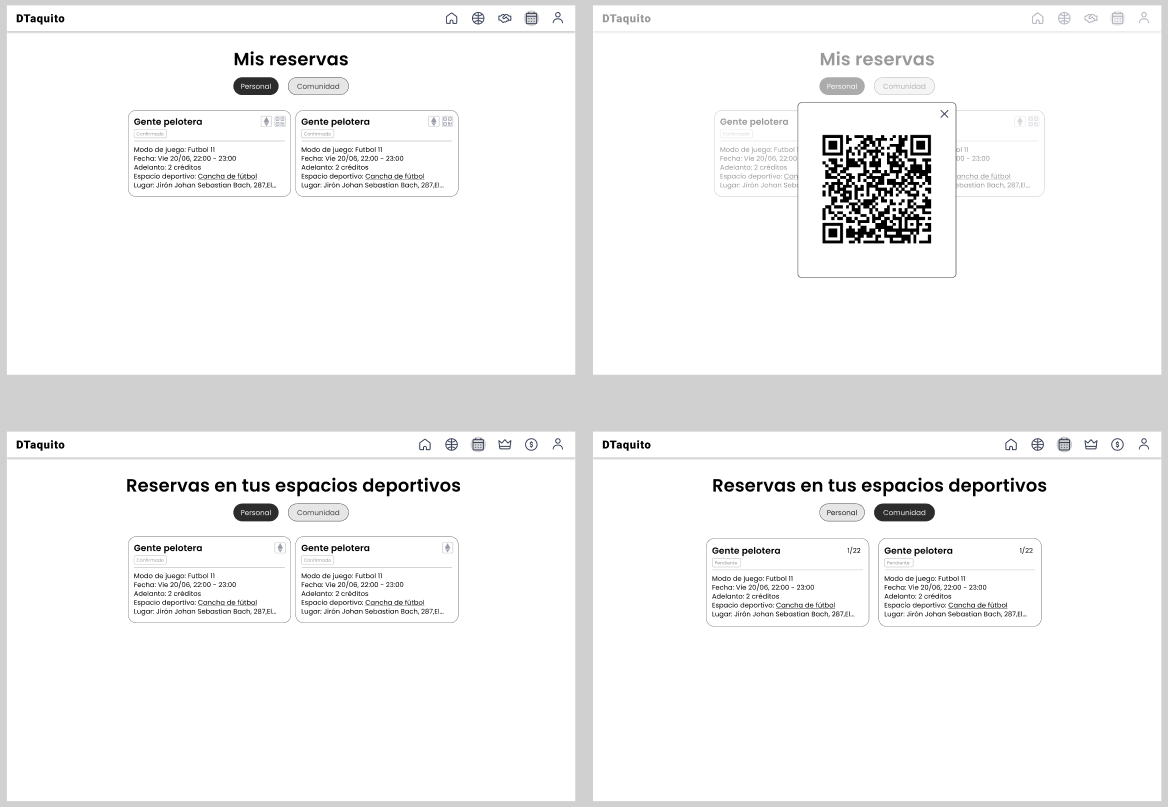 DTaquito
Mis reservas
Personal
Comunidad
Gente pelotera
Confirmado
Modo de juego: Futbol 11
Fecha: Vie 20/06, 22:00 - 23:00
Adelanto: 2 créditos
Espacio deportivo: Cancha de fútbol
Lugar: Jirón Johan Sebastian Bach, 287,El...
Gente pelotera
Confirmado
Modo de juego: Futbol 11
Fecha: Vie 20/06, 22:00 - 23:00
Adelanto: 2 créditos
Espacio deportivo: Cancha de fútbol
Lugar: Jirón Johan Sebastian Bach, 287,El...
DTaquito
Mis reservas
Personal
Comunidad
Gente pelotera
Confirmado
Modo de juego: Futbol
Fecha: Vie 20/06, 22:00
Adelanto: 2 créditos
Espacio deportivo: Can
Lugar: Jirón Johan Seba
ol 11
22:00 - 23:00
ancha de fútbol
ebastian Bach, 287,El...
DTaquito
Reservas en tus espacios deportivos
Personal
Comunidad
Gente pelotera
Confirmado
Modo de juego: Futbol 11
Fecha: Vie 20/06, 22:00 - 23:00
Adelanto: 2 créditos
Espacio deportivo: Cancha de fútbol
Lugar: Jirón Johan Sebastian Bach, 287,El...
Gente pelotera
Confirmado
Modo de juego: Futbol 11
Fecha: Vie 20/06, 22:00 - 23:00
Adelanto: 2 créditos
Espacio deportivo: Cancha de fútbol
Lugar: Jirón Johan Sebastian Bach, 287,El...
DTaquito
Reservas en tus espacios deportivos
Personal
Comunidad
Gente pelotera 1/22
Pendiente
Modo de juego: Futbol 11
Fecha: Vie 20/06, 22:00 - 23:00
Adelanto: 2 créditos
Espacio deportivo: Cancha de fútbol
Lugar: Jirón Johan Sebastian Bach, 287,El...
Gente pelotera 1/22
Pendiente
Modo de juego: Futbol 11
Fecha: Vie 20/06, 22:00 - 23:00
Adelanto: 2 créditos
Espacio deportivo: Cancha de fútbol
Lugar: Jirón Johan Sebastian Bach, 287,El...